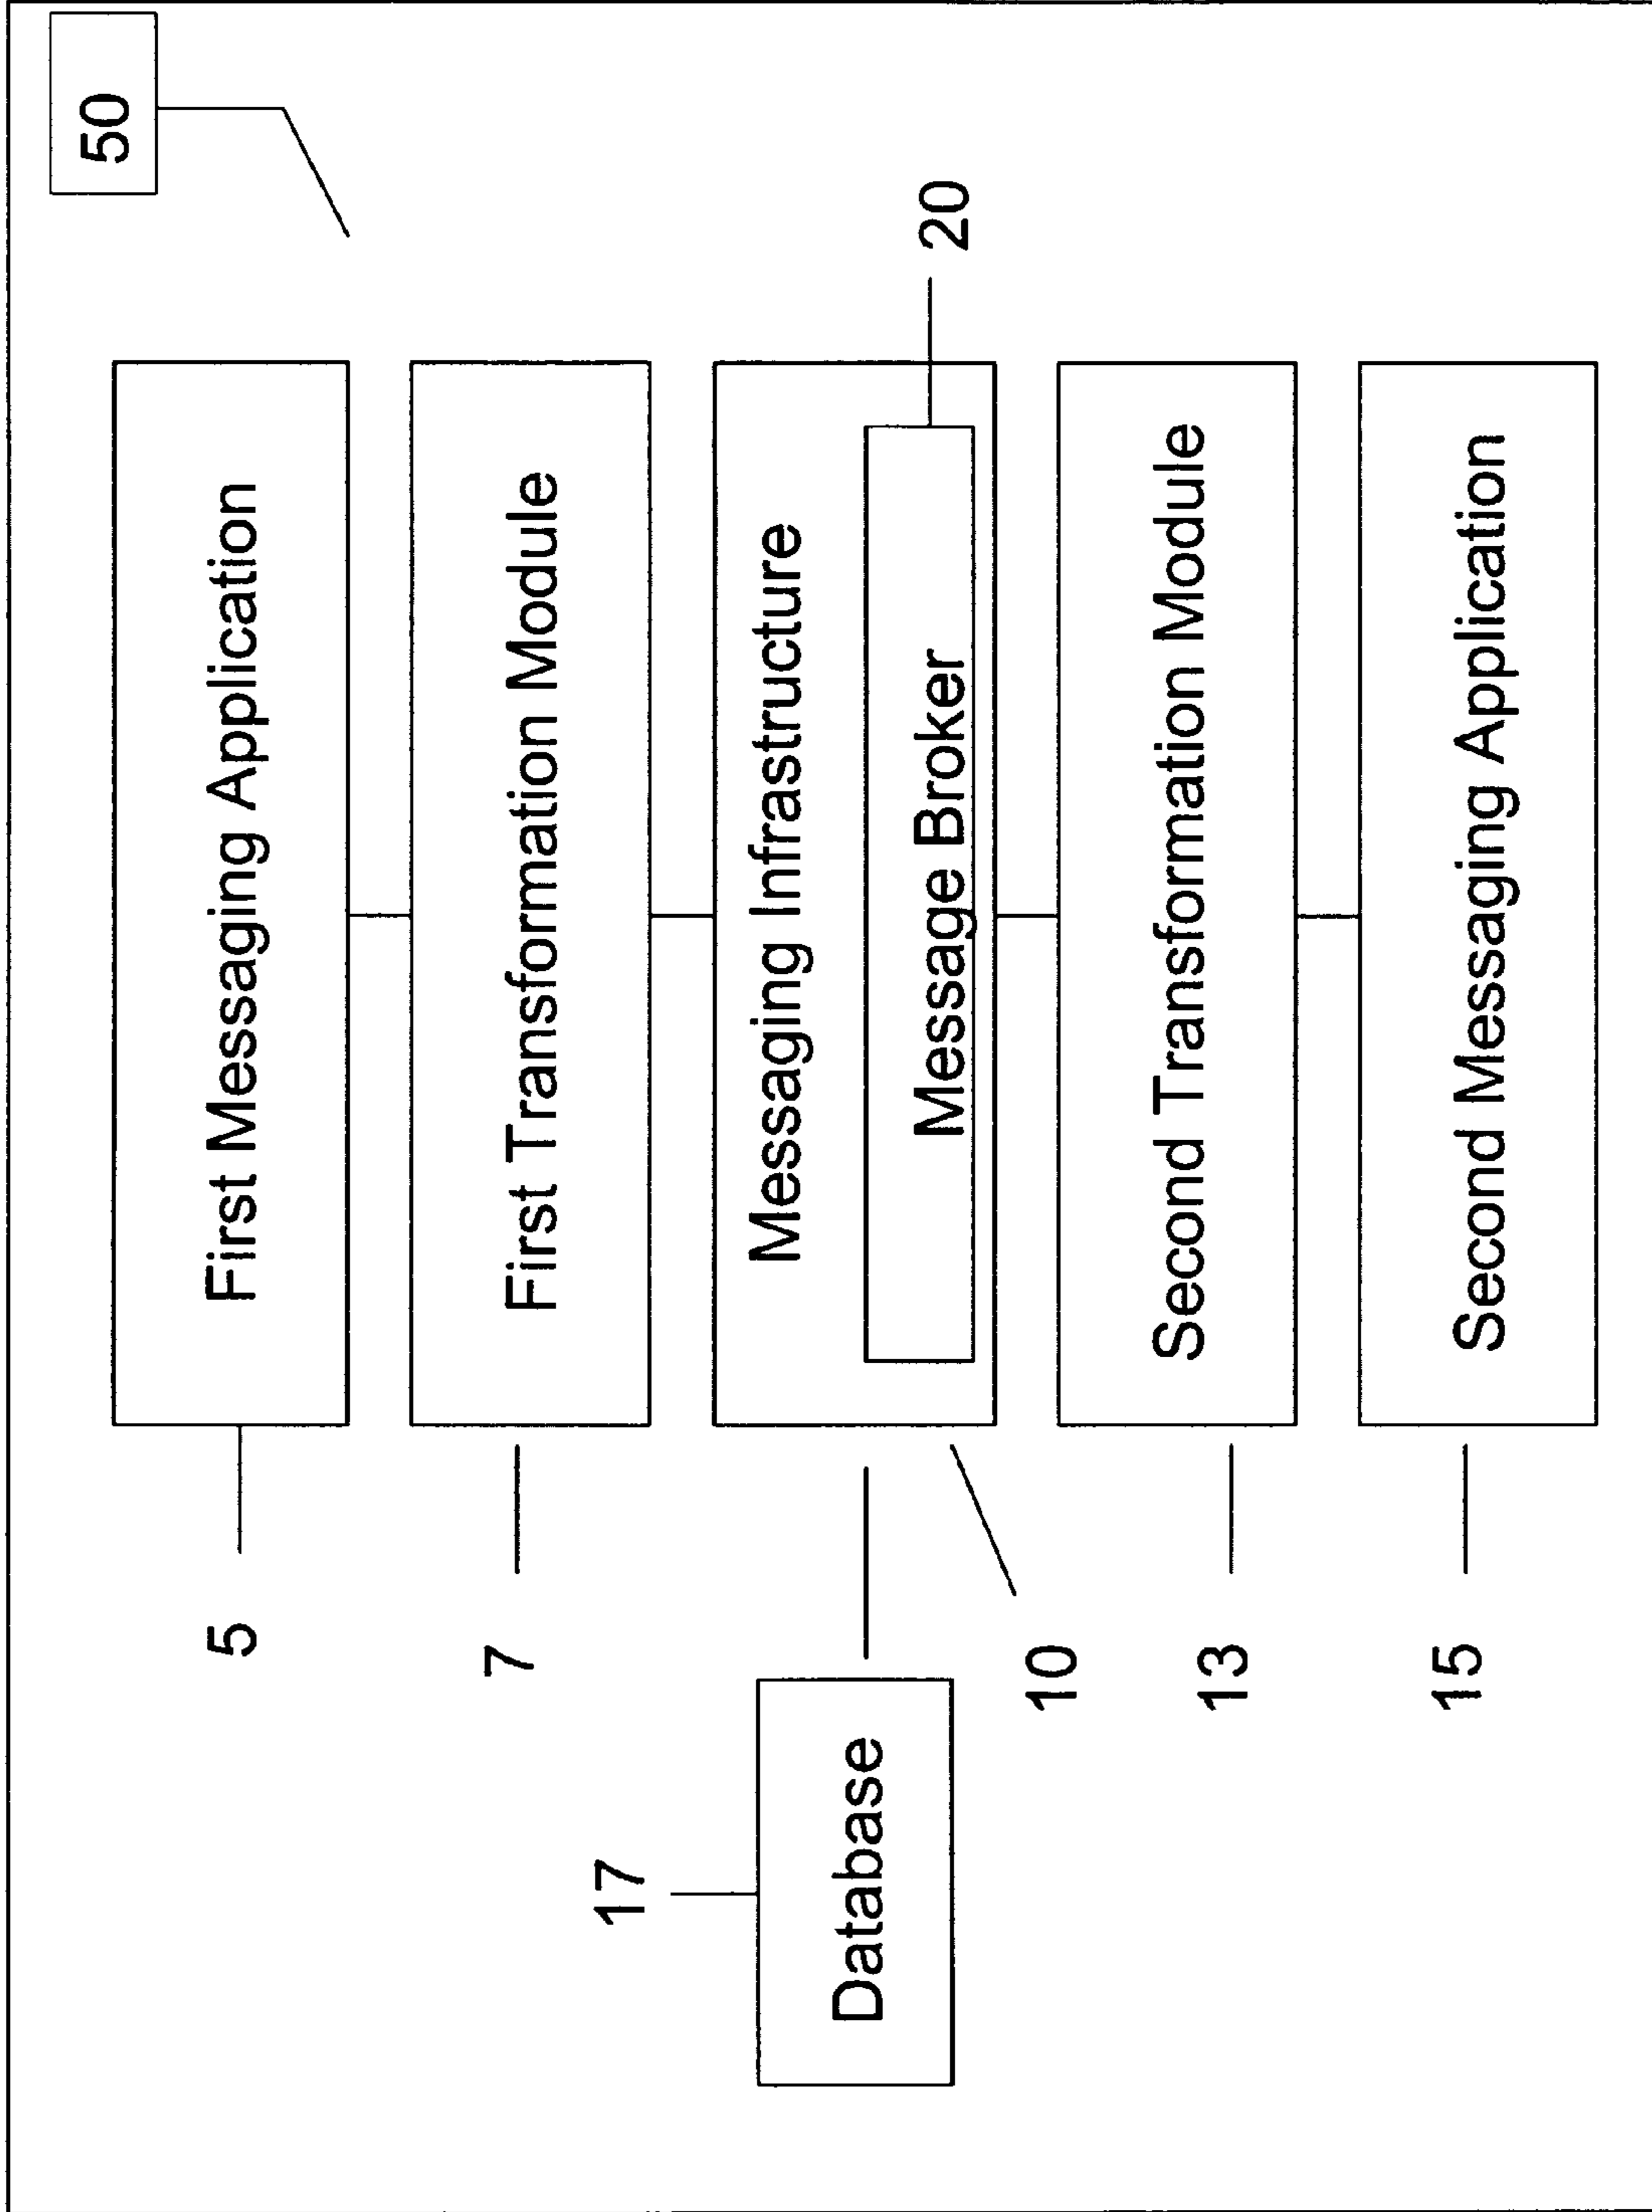 50
5
First Messaging Application
7
First Transformation Module
17
Messaging Infrastructure
Database
Message Broker
20
10
13
Second Transformation Module
15
Second Messaging Application